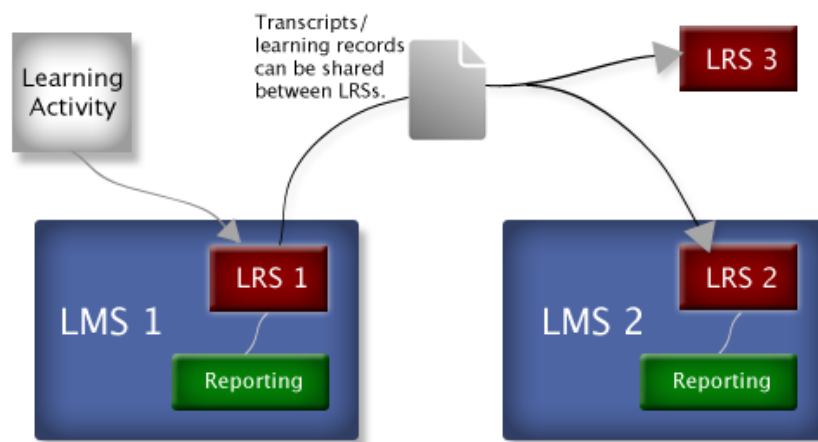 Transcripts/
learning records
can be shared
between LRSs.
LRS 3
Learning
Activity
LRS 1
LMS 1
Reporting
LRS 2
LMS 2
Reporting